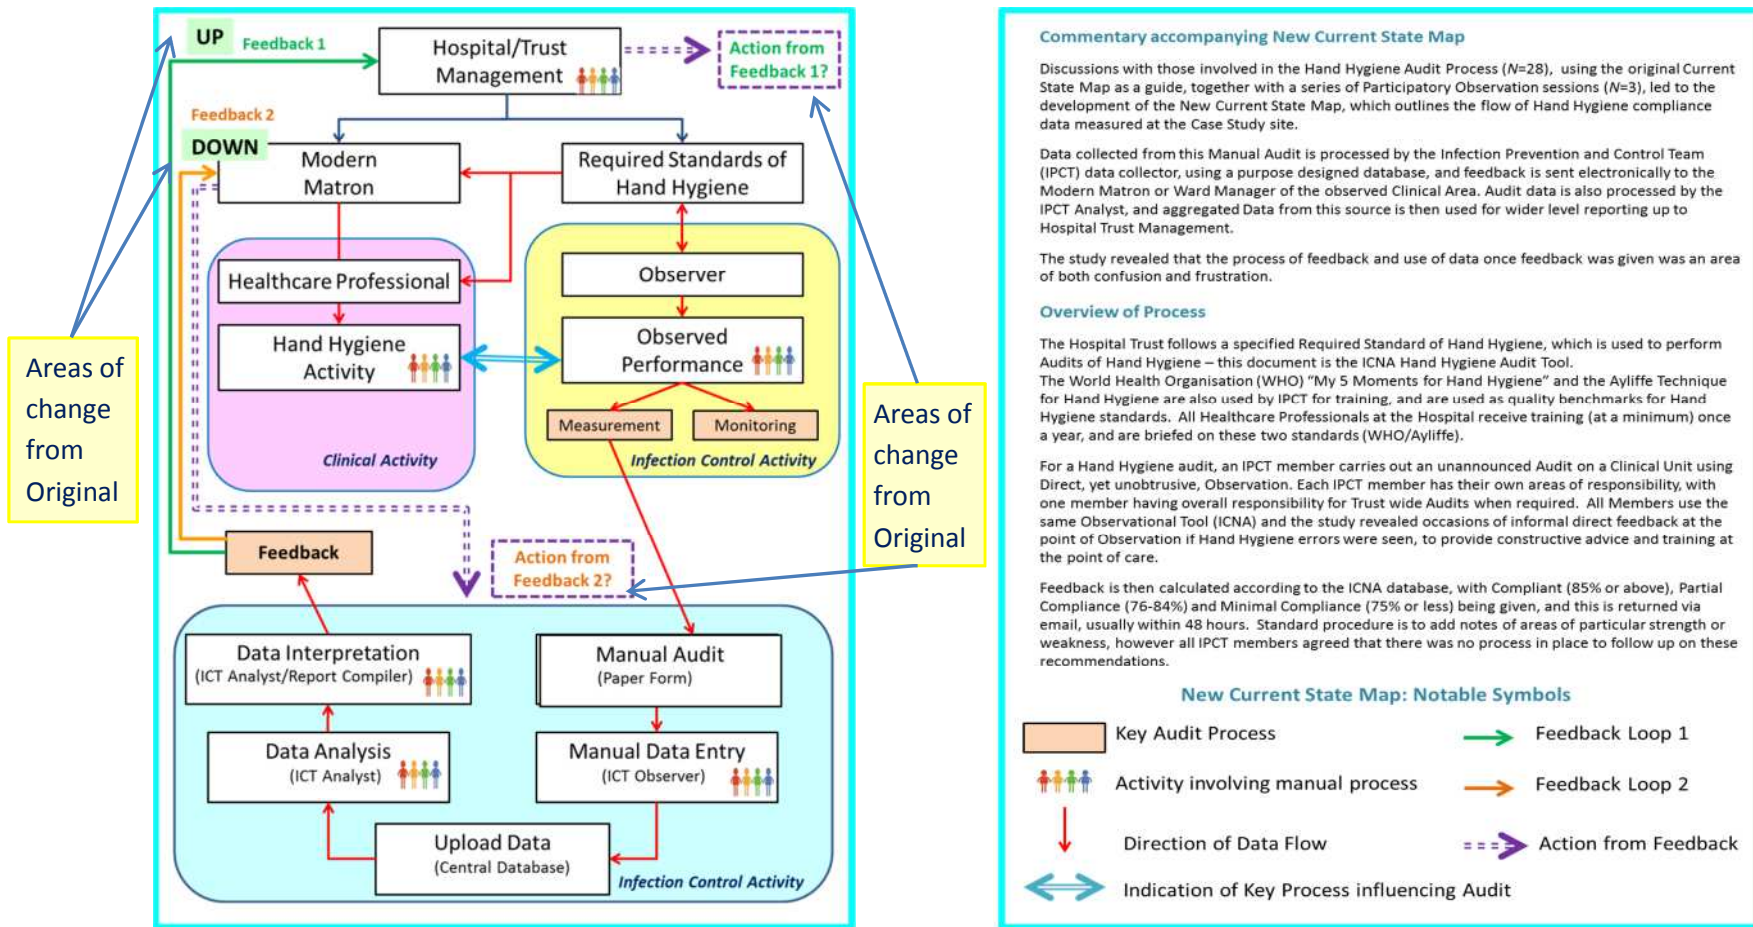 UP
Feedback 1
Hospital/Trust
Management
Action from
Feedback 1?
Feedback 2
DOWN
Modern
Matron
Required Standards of
Hand Hygiene
Healthcare Professional
Observer
Hand Hygiene
Activity
Observed
Performance
Measurement
Monitoring
Clinical Activity
Infection Control Activity
Areas of
change
from
Original
Areas of
change
from
Original
Feedback
Action from
Feedback 2?
Data Interpretation
(ICT Analyst/Report Compiler)
Manual Audit
(Paper Form)
Data Analysis
(ICT Analyst)
Manual Data Entry
(ICT Observer)
Upload Data
(Central Database)
Infection Control Activity
Commentary accompanying New Current State Map
Discussions with those involved in the Hand Hygiene Audit Process (N=28), using the original Current
State Map as a guide, together with a series of Participatory Observation sessions (N=3), led to the
development of the New Current State Map, which outlines the flow of Hand Hygiene compliance
data measured at the Case Study site.
Data collected from this Manual Audit is processed by the Infection Prevention and Control Team
(IPCT) data collector, using a purpose designed database, and feedback is sent electronically to the
Modern Matron or Ward Manager of the observed Clinical Area. Audit data is also processed by the
IPCT Analyst, and aggregated Data from this source is then used for wider level reporting up to
Hospital Trust Management.
The study revealed that the process of feedback and use of data once feedback was given was an area
of both confusion and frustration.
Overview of Process
The Hospital Trust follows a specified Required Standard of Hand Hygiene, which is used to perform
Audits of Hand Hygiene – this document is the ICNA Hand Hygiene Audit Tool.
The World Health Organisation (WHO) "My 5 Moments for Hand Hygiene" and the Ayliffe Technique
for Hand Hygiene are also used by IPCT for training, and are used as quality benchmarks for Hand
Hygiene standards. All Healthcare Professionals at the Hospital receive training (at a minimum) once
a year, and are briefed on these two standards (WHO/Ayliffe).
For a Hand Hygiene audit, an IPCT member carries out an unannounced Audit on a Clinical Unit using
Direct, yet unobtrusive, Observation. Each IPCT member has their own areas of responsibility, with
one member having overall responsibility for Trust wide Audits when required. All Members use the
same Observational Tool (ICNA) and the study revealed occasions of informal direct feedback at the
point of Observation if Hand Hygiene errors were seen, to provide constructive advice and training at
the point of care.
Feedback is then calculated according to the ICNA database, with Compliant (85% or above), Partial
Compliance (76-84%) and Minimal Compliance (75% or less) being given, and this is returned via
email, usually within 48 hours. Standard procedure is to add notes of areas of particular strength or
weakness, however all IPCT members agreed that there was no process in place to follow up on these
recommendations.
New Current State Map: Notable Symbols
Key Audit Process
Feedback Loop 1
Activity involving manual process
Feedback Loop 2
Direction of Data Flow
Action from Feedback
Indication of Key Process influencing Audit